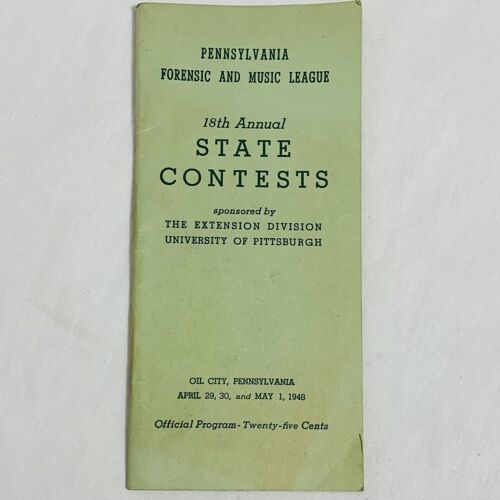 PENNSYLVANIA
FORENSIC AND MUSIC LEAGUE
18th Annual
STATE
CONTESTS
sponsored by
THE EXTENSION DIVISION
UNIVERSITY OF PITTSBURGH
OIL CITY, PENNSYLVANIA
APRIL 29, 30, and MAY 1, 1948
Official Program - Twenty-five Cents